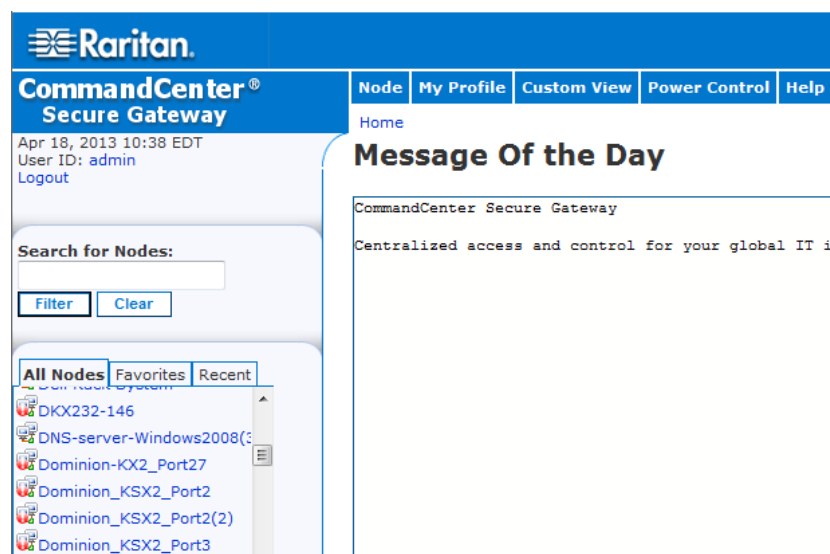 Raritan.
CommandCenter®
Secure Gateway
Apr 18, 2013 10:38 EDT
User ID: admin
Logout
Search for Nodes:
Filter Clear
All Nodes Favorites Recent
Dell Rack System
DKX232-146
DNS-server-Windows2008(3
Dominion-KX2_Port27
Dominion_KSX2_Port2
Dominion_KSX2_Port2(2)
Dominion_KSX2_Port3
Node My Profile Custom View Power Control Help
Home
Message Of the Day
CommandCenter Secure Gateway
Centralized access and control for your global IT i